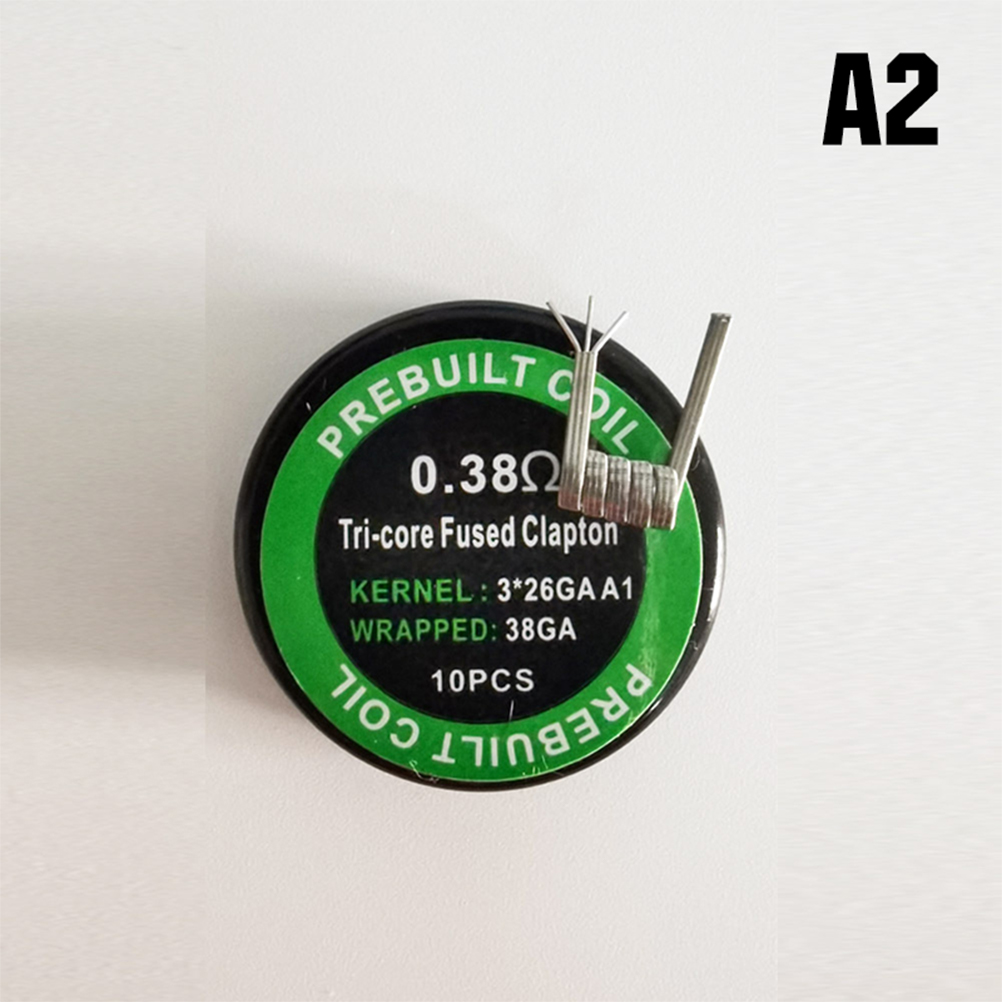 A2
PREBUILT COIL
0.38Ω
Tri-core Fused Clapton
KERNEL : 3*26GA A1
WRAPPED: 38GA
10PCS
PREBUILT COIL